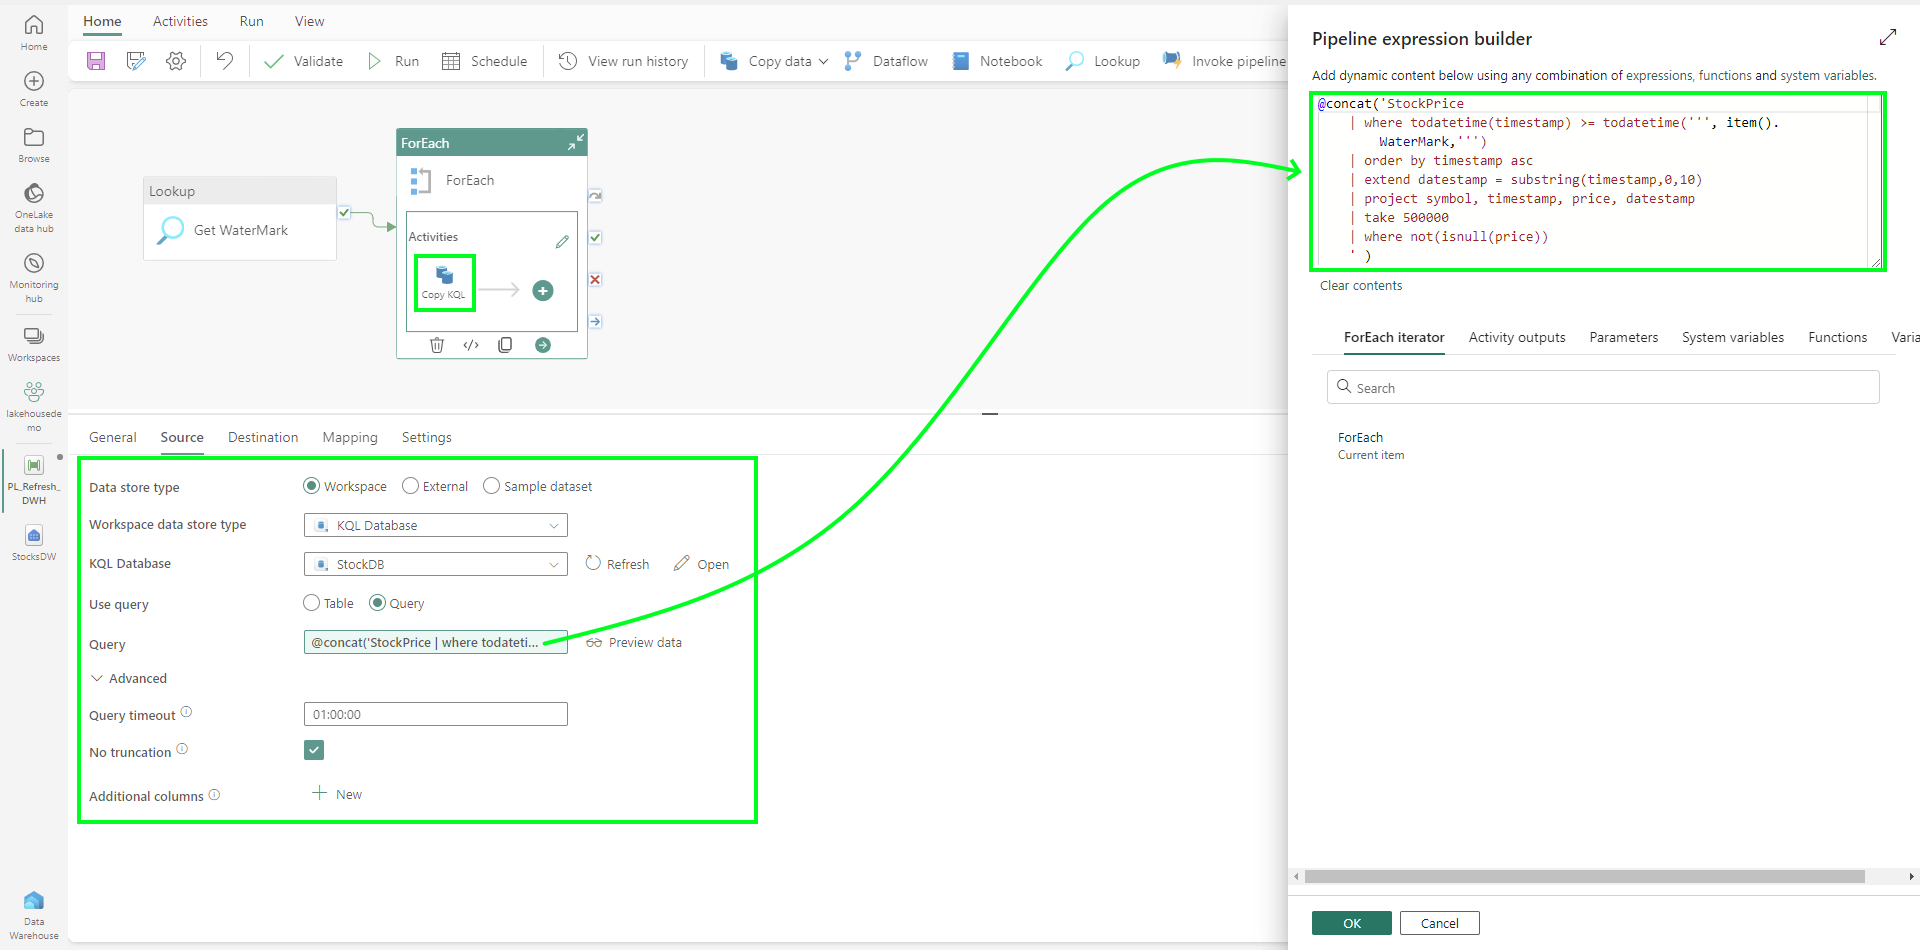 Home
Create
Browse
OneLake
data hub
Monitoring
hub
Workspaces
lakehousede
mo
PL_Refresh_
DWH
StocksDW
Data
Warehouse
Home Activities Run View
Validate Run Schedule View run history Copy data Dataflow Notebook Lookup Invoke pipeline
Lookup
Get WaterMark
ForEach
ForEach
Activities
Copy KQL
General Source Destination Mapping Settings
Data store type Workspace External Sample dataset
Workspace data store type KQL Database
KQL Database StockDB Refresh Open
Use query Table Query
Query @concat('StockPrice | where todateti... Preview data
Advanced
Query timeout 01:00:00
No truncation
Additional columns New
Pipeline expression builder
Add dynamic content below using any combination of expressions, functions and system variables.
@concat('StockPrice
| where todatetime(timestamp) >= todatetime(''', item().
WaterMark,''')
| order by timestamp asc
| extend datestamp = substring(timestamp,0,10)
| project symbol, timestamp, price, datestamp
| take 500000
| where not(isnull(price))
' )
Clear contents
ForEach iterator Activity outputs Parameters System variables Functions Varia
Search
ForEach
Current item
OK Cancel